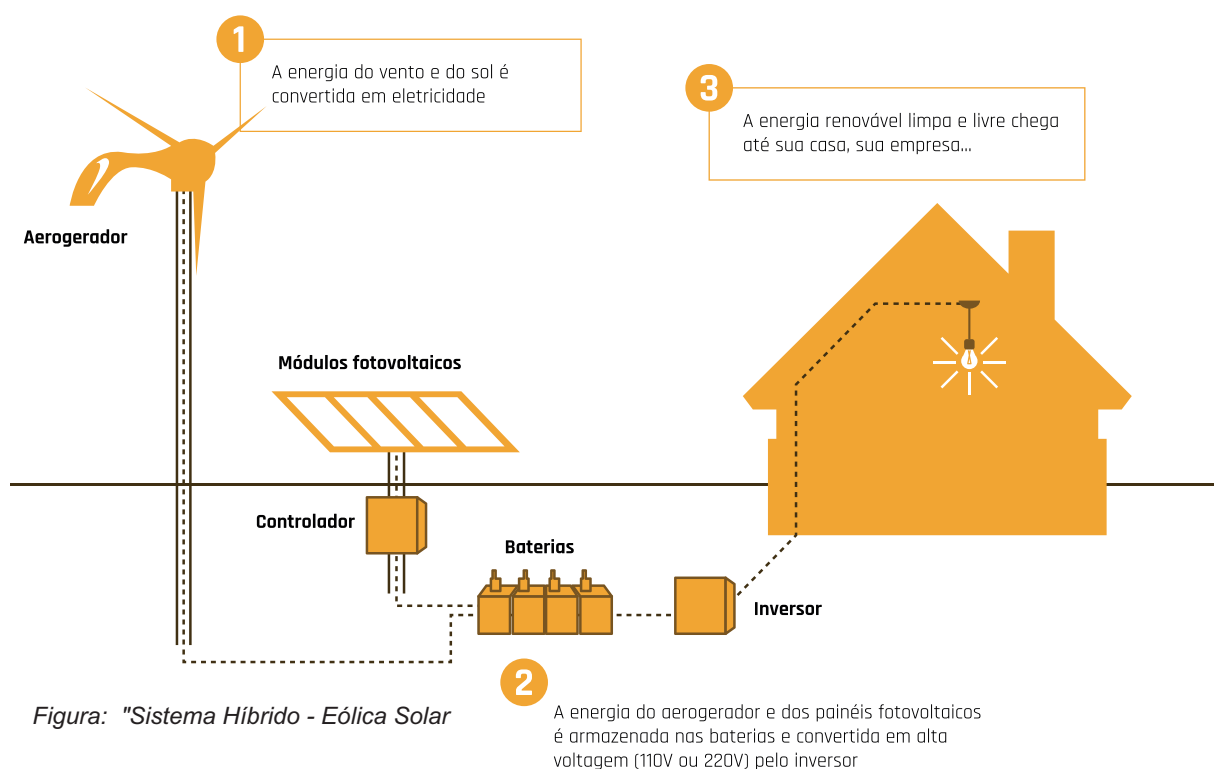 1
A energia do vento e do sol é
convertida em eletricidade
3
A energia renovável limpa e livre chega
até sua casa, sua empresa...
Aerogerador
Módulos fotovoltaicos
Controlador
Baterias
Inversor
2
A energia do aerogerador e dos painéis fotovoltaicos
é armazenada nas baterias e convertida em alta
voltagem (110V ou 220V) pelo inversor
Figura: "Sistema Híbrido - Eólica Solar